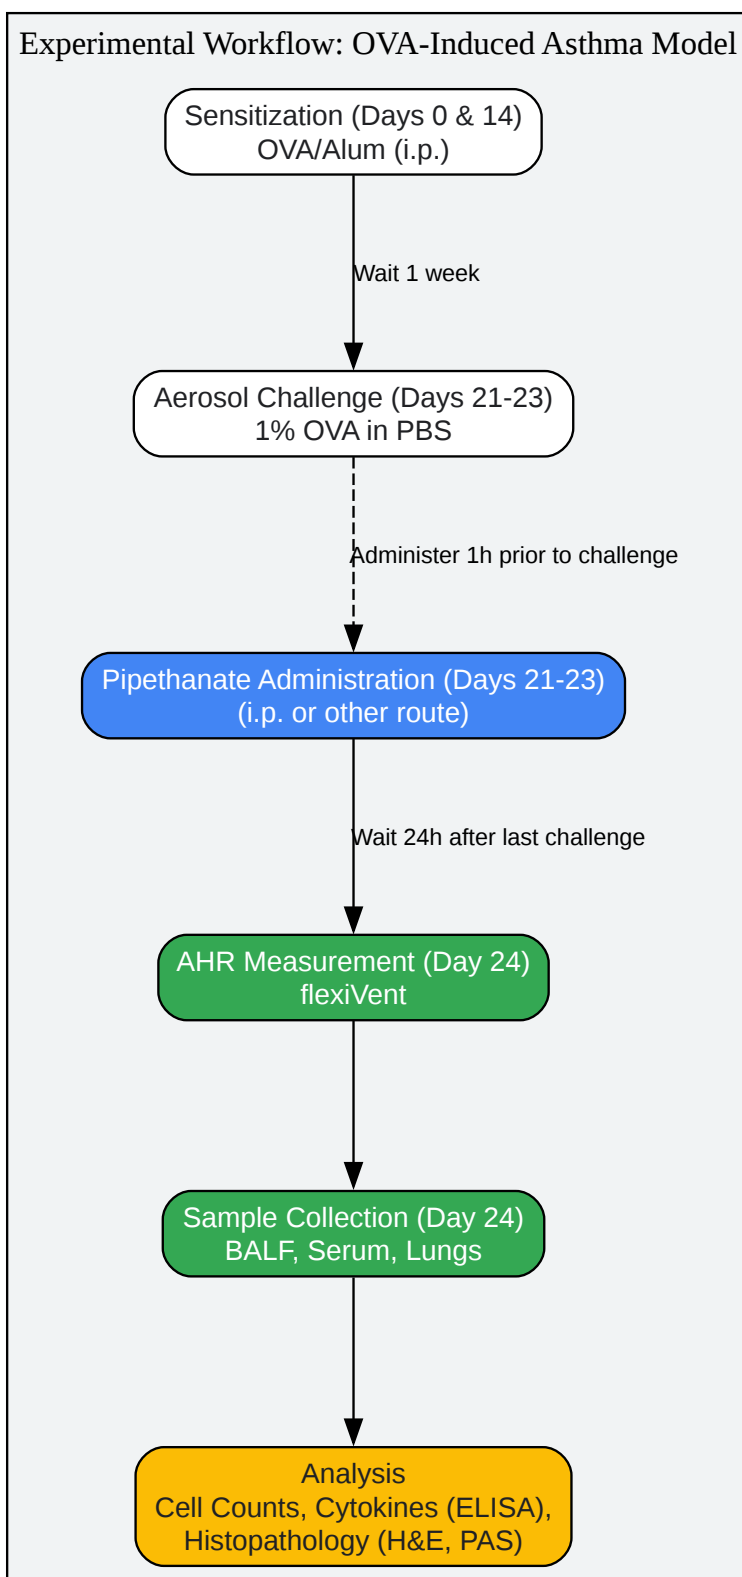 Experimental Workflow: OVA-Induced Asthma Model
Sensitization (Days 0 & 14)
OVA/Alum (i.p.)
Wait 1 week
Aerosol Challenge (Days 21-23)
1% OVA in PBS
Administer 1h prior to challenge
Pipethanate Administration (Days 21-23)
(i.p. or other route)
Wait 24h after last challenge
AHR Measurement (Day 24)
flexiVent
Sample Collection (Day 24)
BALF, Serum, Lungs
Analysis
Cell Counts, Cytokines (ELISA),
Histopathology (H&E, PAS)